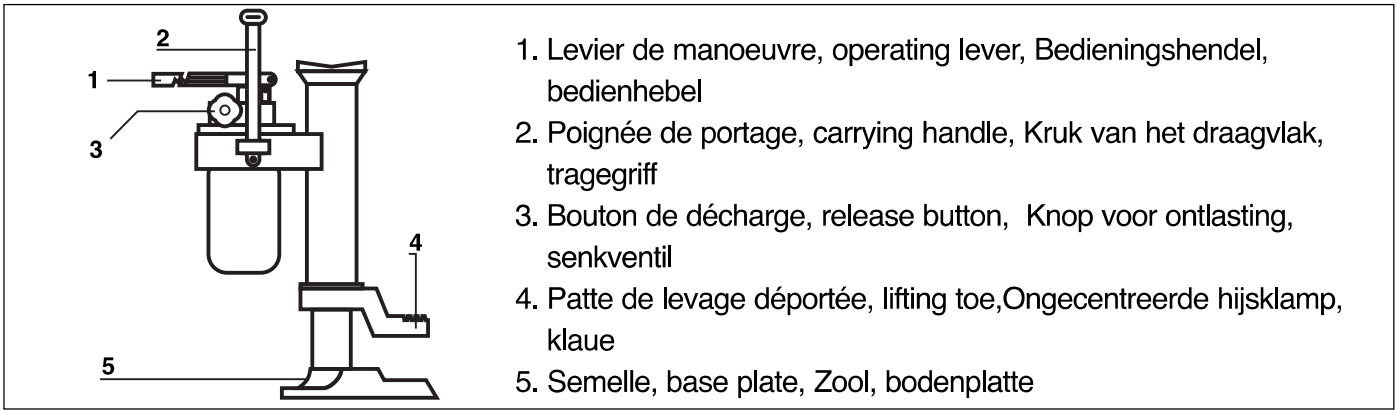 2
1
3
4
5
1. Levier de manoeuvre, operating lever, Bedieningshendel,
bedienhebel
2. Poignée de portage, carrying handle, Kruk van het draagvlak,
tragegriff
3. Bouton de décharge, release button, Knop voor ontlasting,
senkventil
4. Patte de levage déportée, lifting toe,Ongecentreerde hijsklamp,
klaue
5. Semelle, base plate, Zool, bodenplatte